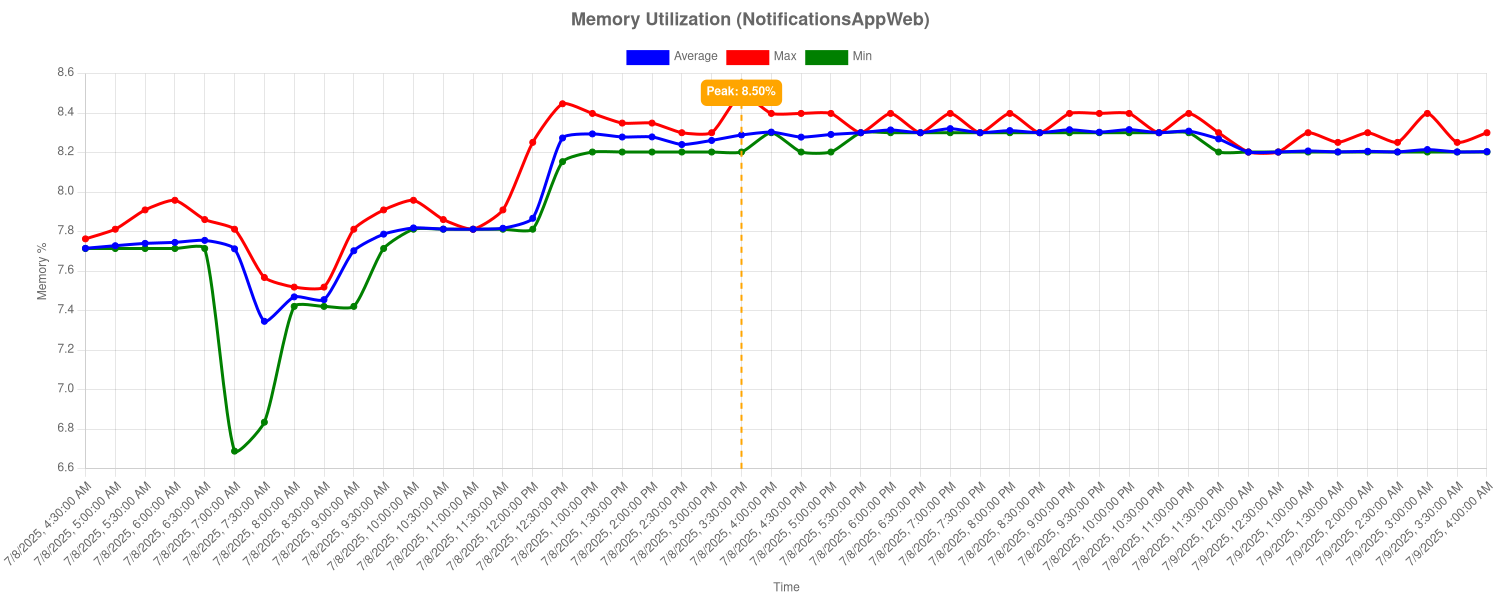 Memory Utilization (NotificationsAppWeb)
Average Max Min
Peak: 8.50%
8.6
8.4
8.2
8.0
7.8
7.6
7.4
7.2
7.0
6.8
6.6
Memory %
7/8/2025, 4:30:00 AM
7/8/2025, 5:00:00 AM
7/8/2025, 5:30:00 AM
7/8/2025, 6:00:00 AM
7/8/2025, 6:30:00 AM
7/8/2025, 7:00:00 AM
7/8/2025, 7:30:00 AM
7/8/2025, 8:00:00 AM
7/8/2025, 8:30:00 AM
7/8/2025, 9:00:00 AM
7/8/2025, 9:30:00 AM
7/8/2025, 10:00:00 AM
7/8/2025, 10:30:00 AM
7/8/2025, 11:00:00 AM
7/8/2025, 11:30:00 AM
7/8/2025, 12:00:00 PM
7/8/2025, 12:30:00 PM
7/8/2025, 1:00:00 PM
7/8/2025, 1:30:00 PM
7/8/2025, 2:00:00 PM
7/8/2025, 2:30:00 PM
7/8/2025, 3:00:00 PM
7/8/2025, 3:30:00 PM
7/8/2025, 4:00:00 PM
7/8/2025, 4:30:00 PM
7/8/2025, 5:00:00 PM
7/8/2025, 5:30:00 PM
7/8/2025, 6:00:00 PM
7/8/2025, 6:30:00 PM
7/8/2025, 7:00:00 PM
7/8/2025, 7:30:00 PM
7/8/2025, 8:00:00 PM
7/8/2025, 8:30:00 PM
7/8/2025, 9:00:00 PM
7/8/2025, 9:30:00 PM
7/8/2025, 10:00:00 PM
7/8/2025, 10:30:00 PM
7/8/2025, 11:00:00 PM
7/8/2025, 11:30:00 PM
7/9/2025, 12:00:00 AM
7/9/2025, 12:30:00 AM
7/9/2025, 1:00:00 AM
7/9/2025, 1:30:00 AM
7/9/2025, 2:00:00 AM
7/9/2025, 2:30:00 AM
7/9/2025, 3:00:00 AM
7/9/2025, 3:30:00 AM
7/9/2025, 4:00:00 AM
Time